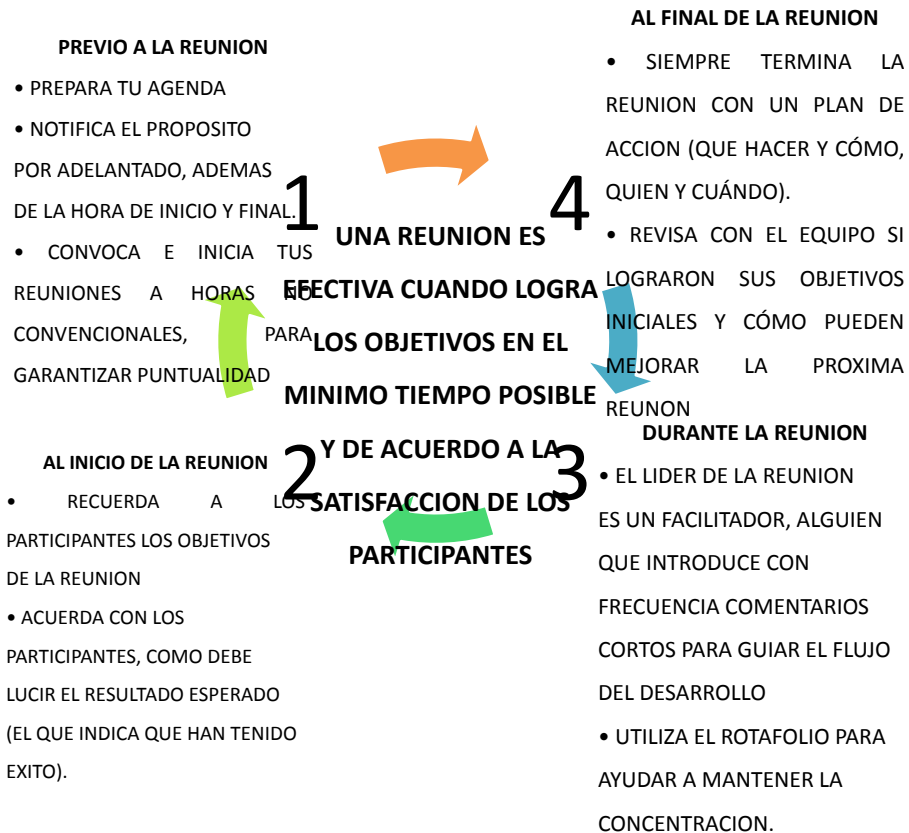 PREVIO A LA REUNION
• PREPARA TU AGENDA
• NOTIFICA EL PROPOSITO
POR ADELANTADO, ADEMAS
DE LA HORA DE INICIO Y FINAL.
• CONVOCA E INICIA TUS
REUNIONES A HORAS NO
CONVENCIONALES, PARA
GARANTIZAR PUNTUALIDAD
1
AL INICIO DE LA REUNION
• RECUERDA A LOS
PARTICIPANTES LOS OBJETIVOS
DE LA REUNION
• ACUERDA CON LOS
PARTICIPANTES, COMO DEBE
LUCIR EL RESULTADO ESPERADO
(EL QUE INDICA QUE HAN TENIDO
EXITO).
2
UNA REUNION ES
EFECTIVA CUANDO LOGRA
LOS OBJETIVOS EN EL
MINIMO TIEMPO POSIBLE
Y DE ACUERDO A LA
SATISFACCION DE LOS
PARTICIPANTES
AL FINAL DE LA REUNION
• SIEMPRE TERMINA LA
REUNION CON UN PLAN DE
ACCION (QUE HACER Y CÓMO,
QUIEN Y CUÁNDO).
• REVISA CON EL EQUIPO SI
LOGRARON SUS OBJETIVOS
INICIALES Y CÓMO PUEDEN
MEJORAR LA PROXIMA
REUNON
4
DURANTE LA REUNION
• EL LIDER DE LA REUNION
ES UN FACILITADOR, ALGUIEN
QUE INTRODUCE CON
FRECUENCIA COMENTARIOS
CORTOS PARA GUIAR EL FLUJO
DEL DESARROLLO
• UTILIZA EL ROTAFOLIO PARA
AYUDAR A MANTENER LA
CONCENTRACION.
3